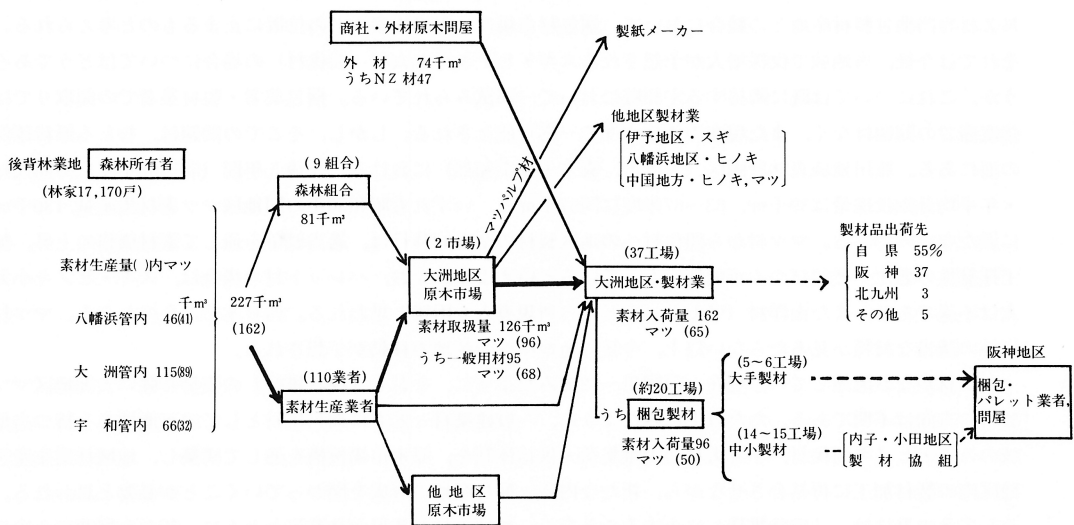 商社・外材原木問屋
外　材　　74千m³
うちNZ材47
製紙メーカー
他地区製材業
伊予地区・スギ
八幡浜地区・ヒノキ
中国地方・ヒノキ,マツ
マツ・パルプ材
後背林業地　森林所有者
(林家17,170戸)
(9組合)
森林組合
81千m³
素材生産量( )内マツ
千m³
八幡浜管内　46(41)
大　洲管内　115(89)
宇　和管内　66(32)
227千m³
(162)
(2市場)
大洲地区
原木市場
素材取扱量　126千m³
マツ　(96)
うち一般用材95
マツ　(68)
(110業者)
素材生産業者
他　地　区
原木市場
(37工場)
大洲地区・製材業
素材入荷量　162
マツ　(65)
製材品出荷先
自　県　55%
阪　神　37
北九州　3
その他　5
(約20工場)
うち　梱包製材
素材入荷量96
マツ　(50)
(5~6工場)
大手製材
(14~15工場)
中小製材
内子・小田地区
製　材　協　組
阪神地区
梱包・
パレット業者,
問屋